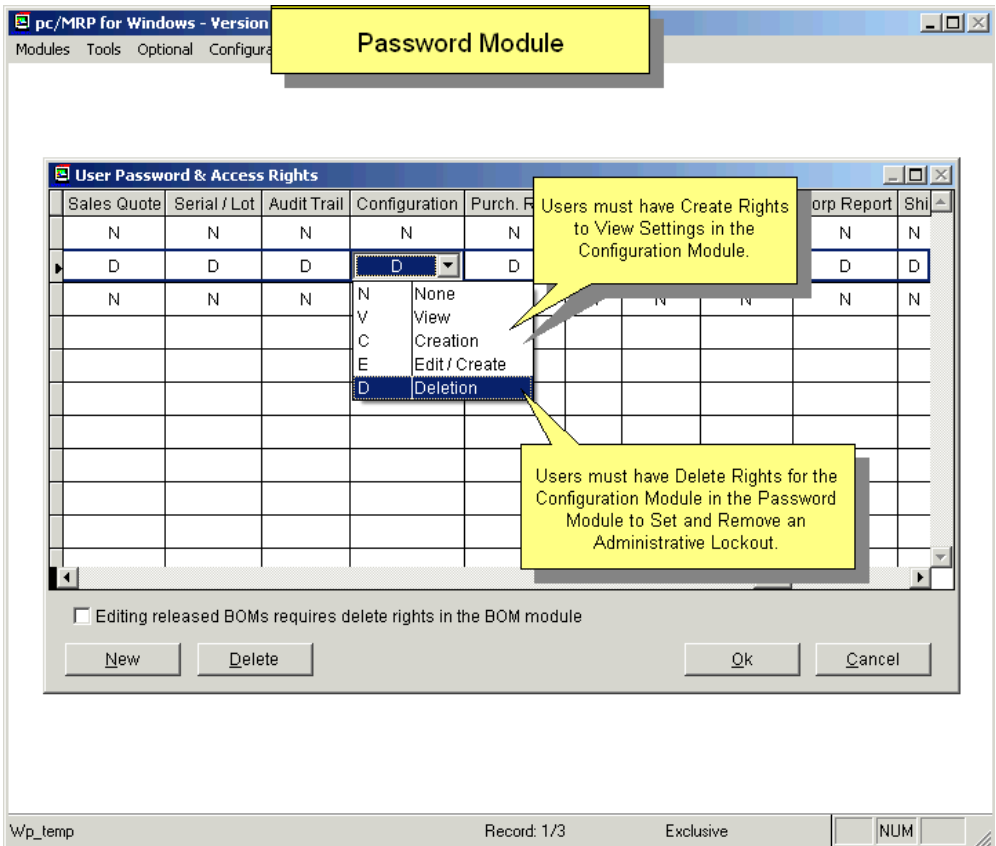 pc/MRP for Windows - Version
Password Module
Modules Tools Optional
User Password & Access Rights
Sales Quote Serial / Lot Audit Trail Configuration Purch. Report
N N N N N N N
D D D D D D D
N N N N N N N N
N None
V View
C Creation
E Edit / Create
D Deletion
Users must have Create Rights
to View Settings in the
Configuration Module.
Users must have Delete Rights for the
Configuration Module in the Password
Module to Set and Remove an
Administrative Lockout.
Editing released BOMs requires delete rights in the BOM module
New Delete Ok Cancel
Wp_temp Record: 1/3 Exclusive NUM